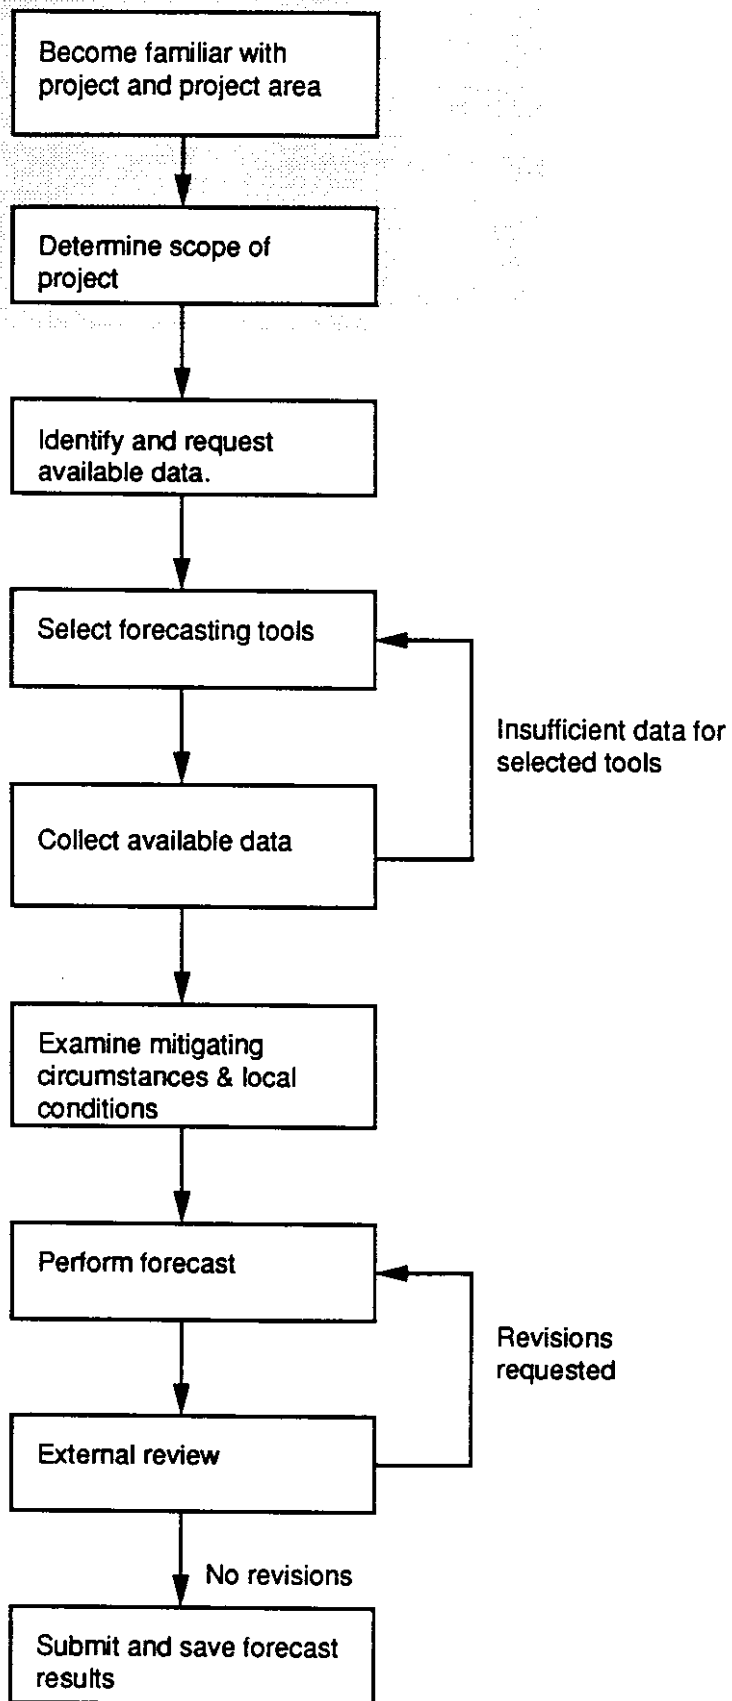 Become familiar with
project and project area
Determine scope of
project
Identify and request
available data.
Select forecasting tools
Insufficient data for
selected tools
Collect available data
Examine mitigating
circumstances & local
conditions
Perform forecast
Revisions
requested
External review
No revisions
Submit and save forecast
results